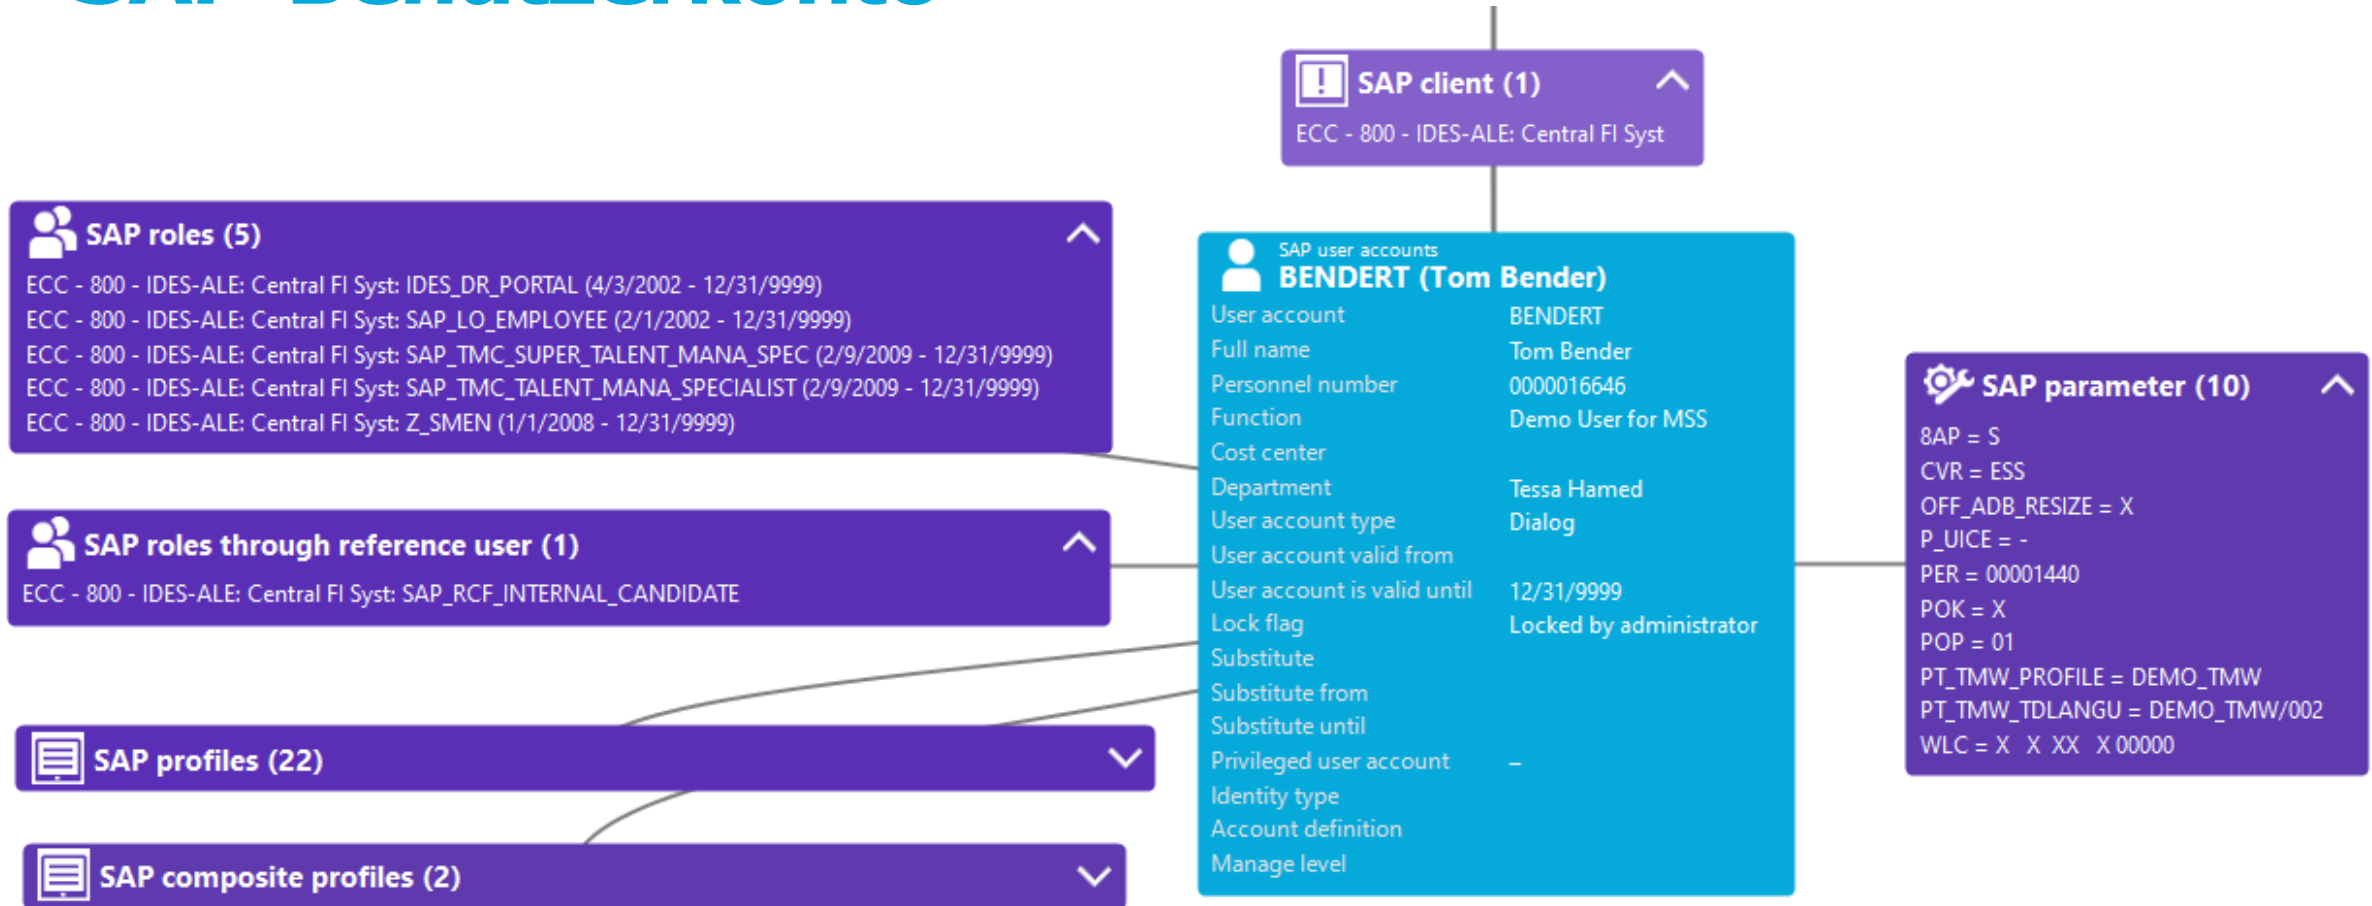 SAP Benutzerkonto
SAP client (1)
ECC - 800 - IDES-ALE: Central FI Syst
SAP roles (5)
ECC - 800 - IDES-ALE: Central FI Syst: IDES_DR_PORTAL (4/3/2002 - 12/31/9999)
ECC - 800 - IDES-ALE: Central FI Syst: SAP_LO_EMPLOYEE (2/1/2002 - 12/31/9999)
ECC - 800 - IDES-ALE: Central FI Syst: SAP_TMC_SUPER_TALENT_MANA_SPEC (2/9/2009 - 12/31/9999)
ECC - 800 - IDES-ALE: Central FI Syst: SAP_TMC_TALENT_MANA_SPECIALIST (2/9/2009 - 12/31/9999)
ECC - 800 - IDES-ALE: Central FI Syst: Z_SMEN (1/1/2008 - 12/31/9999)
SAP roles through reference user (1)
ECC - 800 - IDES-ALE: Central FI Syst: SAP_RCF_INTERNAL_CANDIDATE
SAP profiles (22)
SAP composite profiles (2)
SAP user accounts
BENDERT (Tom Bender)
User account BENDERT
Full name Tom Bender
Personnel number 0000016646
Function Demo User for MSS
Cost center
Department Tessa Hamed
User account type Dialog
User account valid from
User account is valid until 12/31/9999
Lock flag Locked by administrator
Substitute
Substitute from
Substitute until
Privileged user account –
Identity type
Account definition
Manage level
SAP parameter (10)
8AP = S
CVR = ESS
OFF_ADB_RESIZE = X
P_UICE = -
PER = 00001440
POK = X
POP = 01
PT_TMW_PROFILE = DEMO_TMW
PT_TMW_TDLANGU = DEMO_TMW/002
WLC = X X XX X 00000